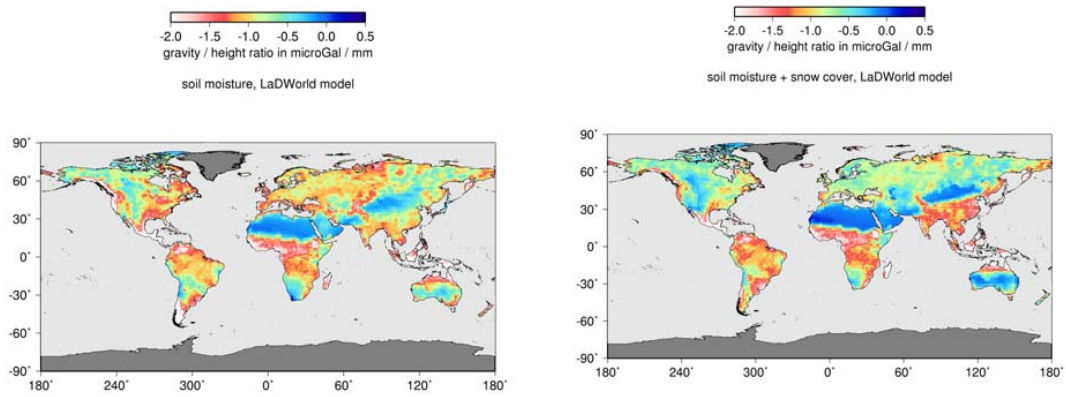 -2.0 -1.5 -1.0 -0.5 0.0 0.5
gravity / height ratio in microGal / mm
soil moisture, LaDWorld model
90°
60°
30°
0°
-30°
-60°
-90°
180° 240° 300° 0° 60° 120° 180°
-2.0 -1.5 -1.0 -0.5 0.0 0.5
gravity / height ratio in microGal / mm
soil moisture + snow cover, LaDWorld model
90°
60°
30°
0°
-30°
-60°
-90°
180° 240° 300° 0° 60° 120° 180°